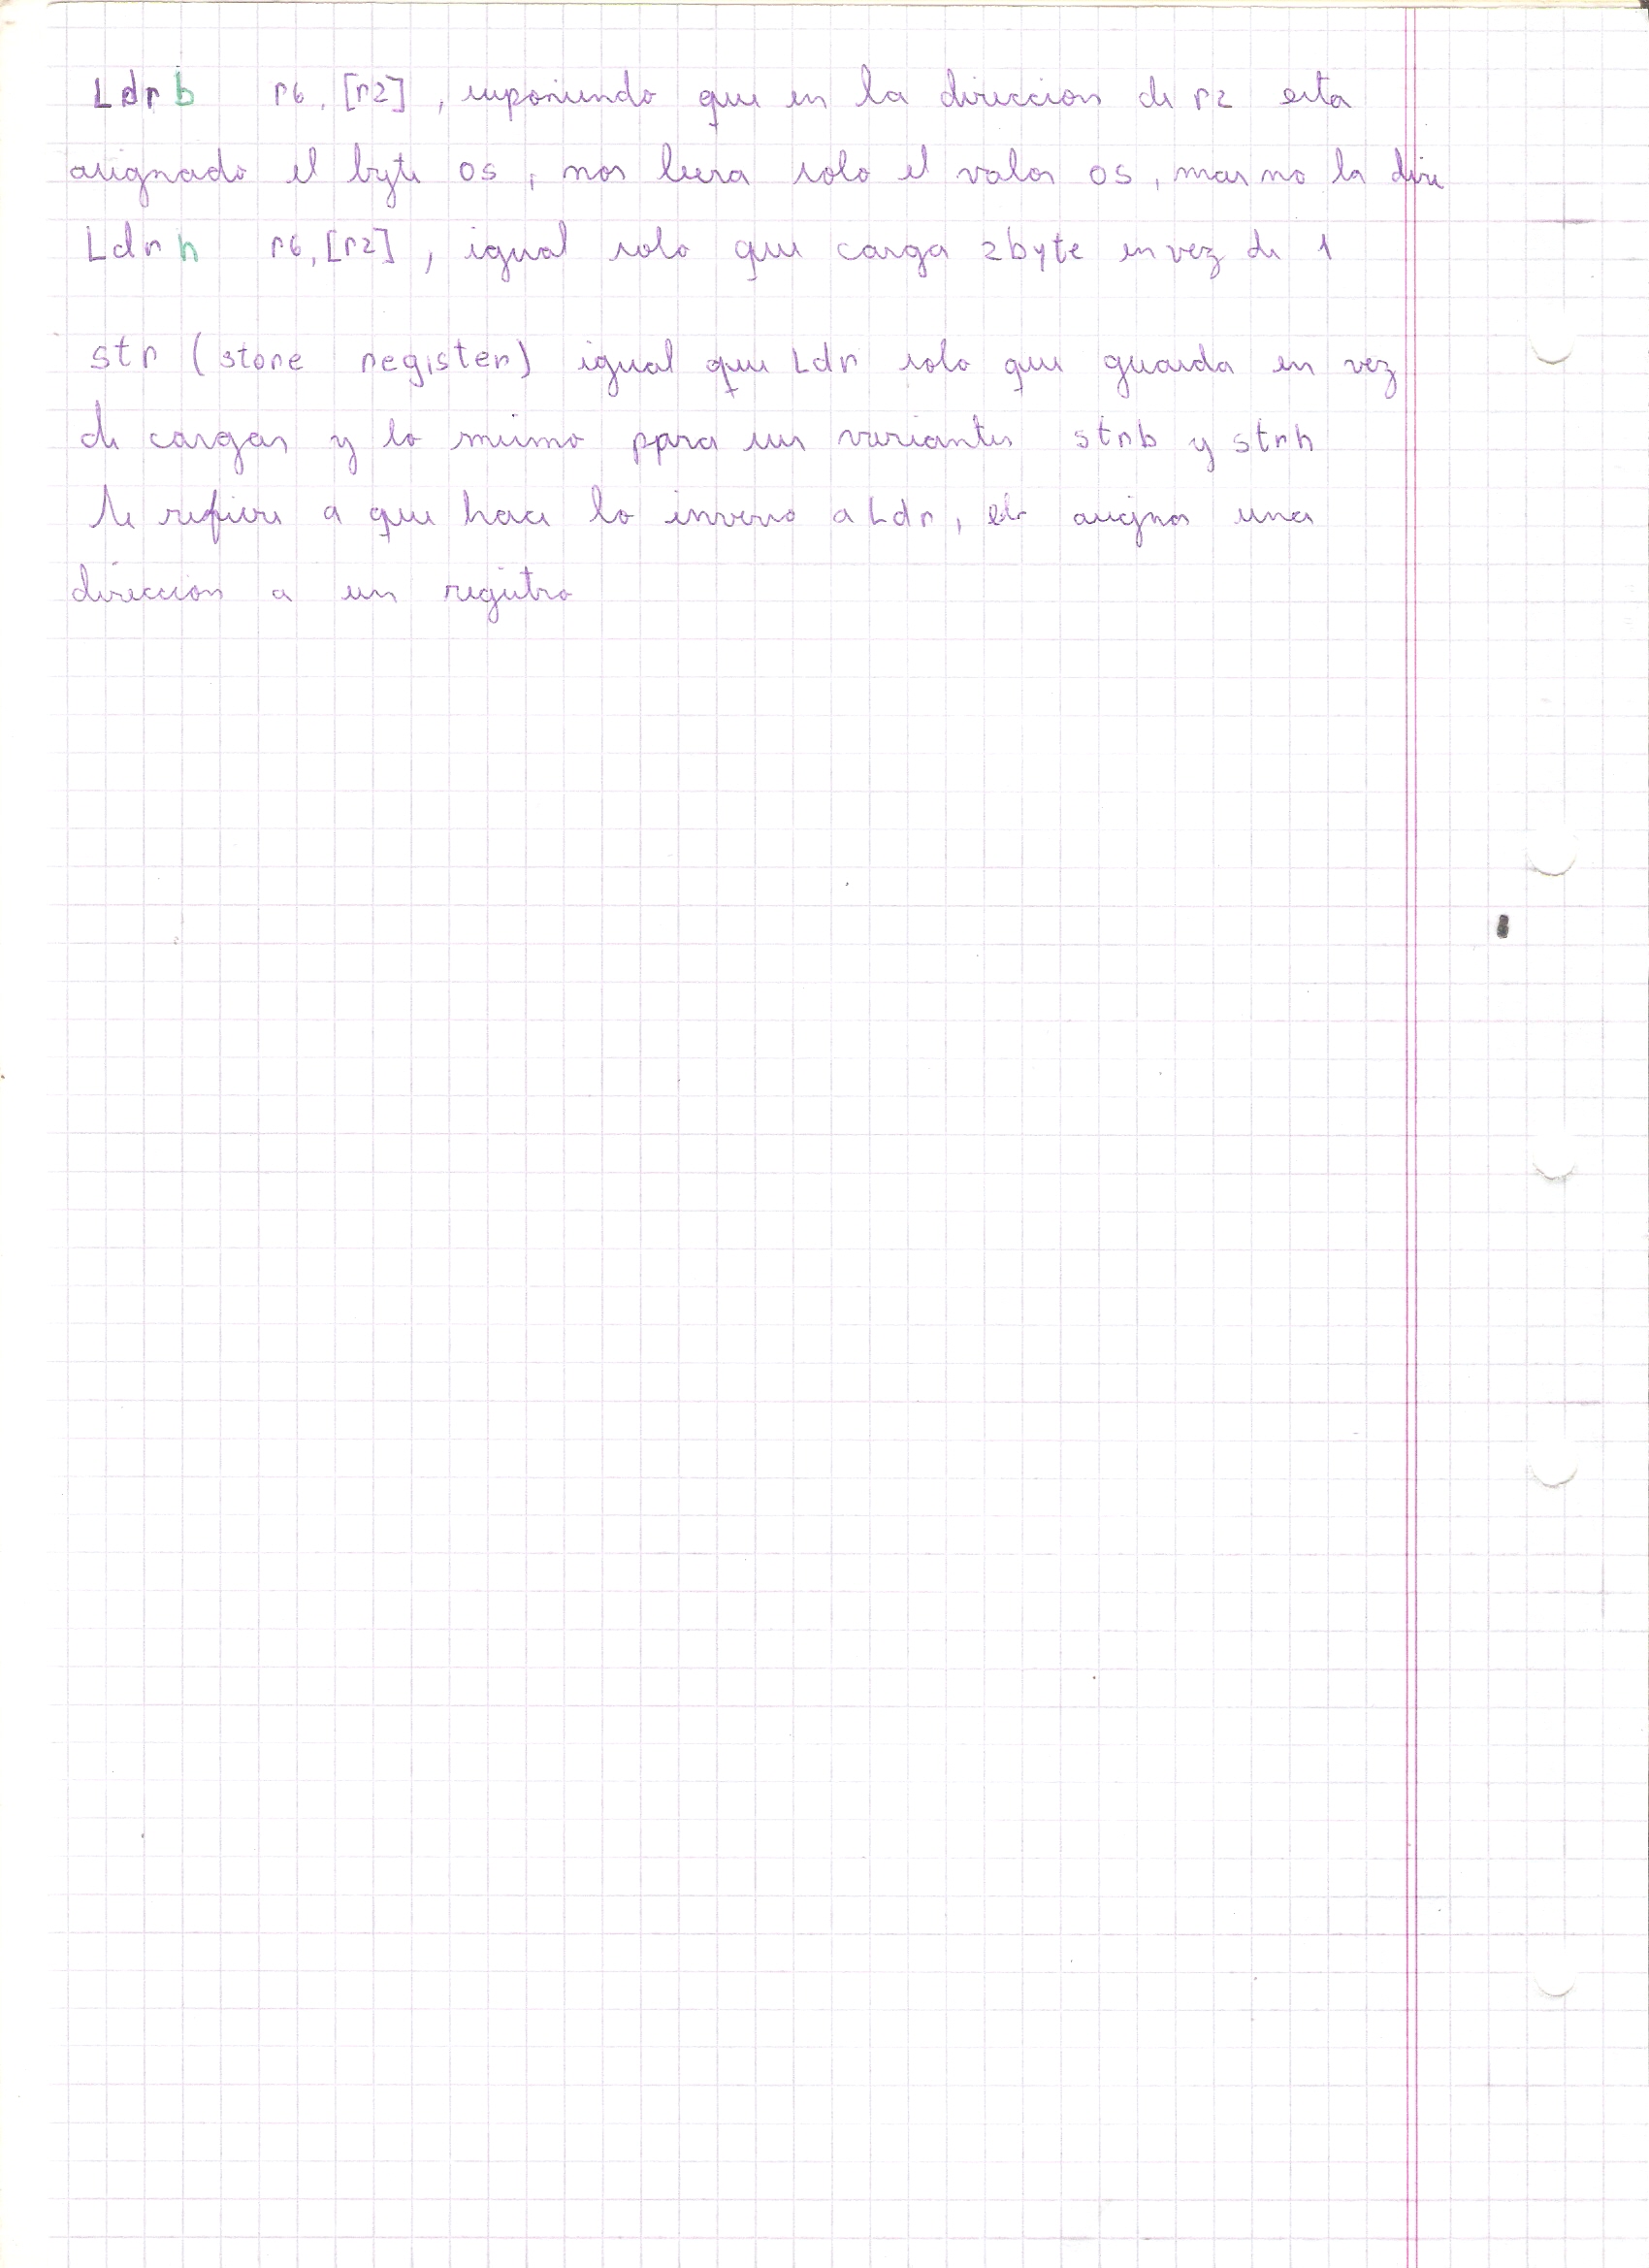 Ldrb r6, [r2], suponiendo que en la direccion de r2 esta
asignado el byte 05, nos leera solo el valor 05, mas no la dire
Ldrh r6, [r2], igual solo que carga 2byte en vez de 1
str (store register) igual que Ldr solo que guarda en vez
de cargar y lo mismo ppara sus variantes strb y strh
Se refiere a que hace lo inverso a Ldr, asigna una
dirección a un registro